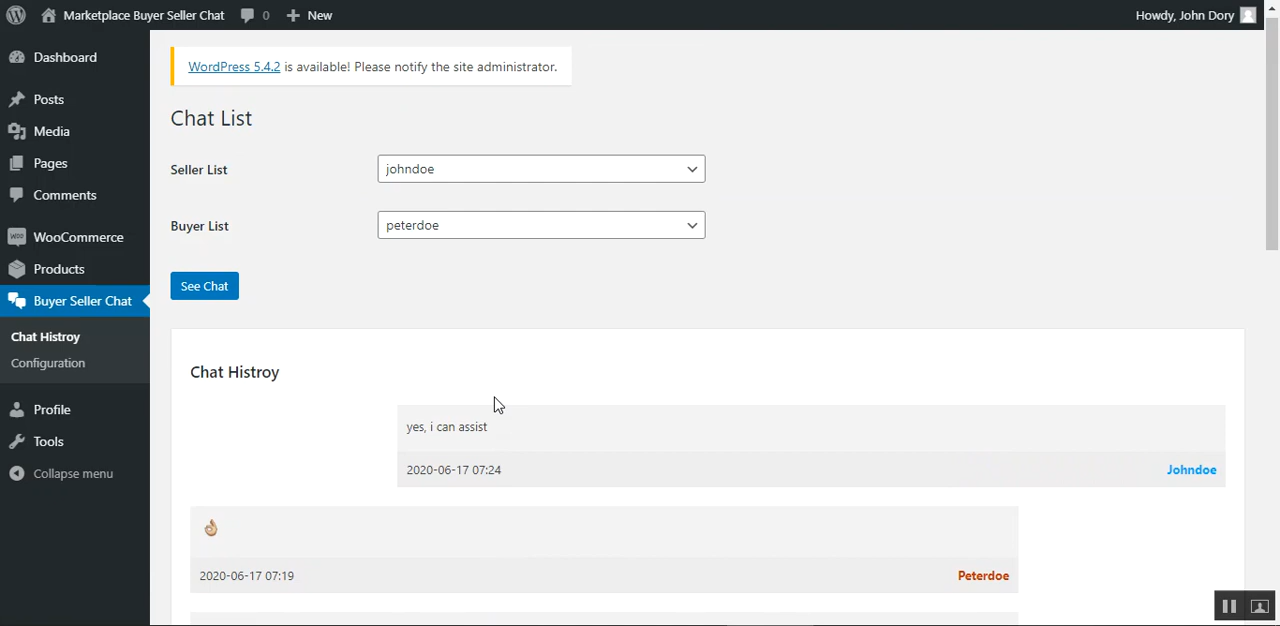 Marketplace Buyer Seller Chat 0 New Howdy, John Dory
Dashboard
Posts
Media
Pages
Comments
WooCommerce
Products
Buyer Seller Chat
Chat Histroy
Configuration
Profile
Tools
Collapse menu
WordPress 5.4.2 is available! Please notify the site administrator.
Chat List
Seller List johndoe
Buyer List peterdoe
See Chat
Chat Histroy
yes, i can assist
2020-06-17 07:24 Johndoe
👌🏼
2020-06-17 07:19 Peterdoe